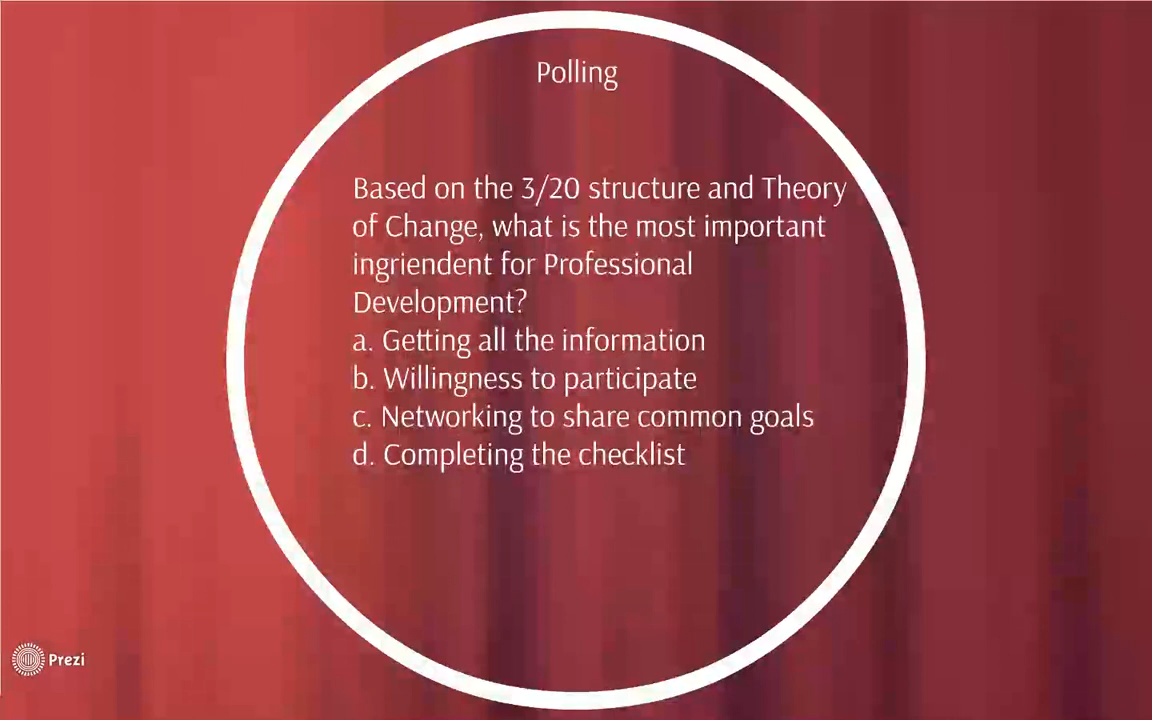 Polling
Based on the 3/20 structure and Theory
of Change, what is the most important
ingriendent for Professional
Development?
a. Getting all the information
b. Willingness to participate
c. Networking to share common goals
d. Completing the checklist
Prezi